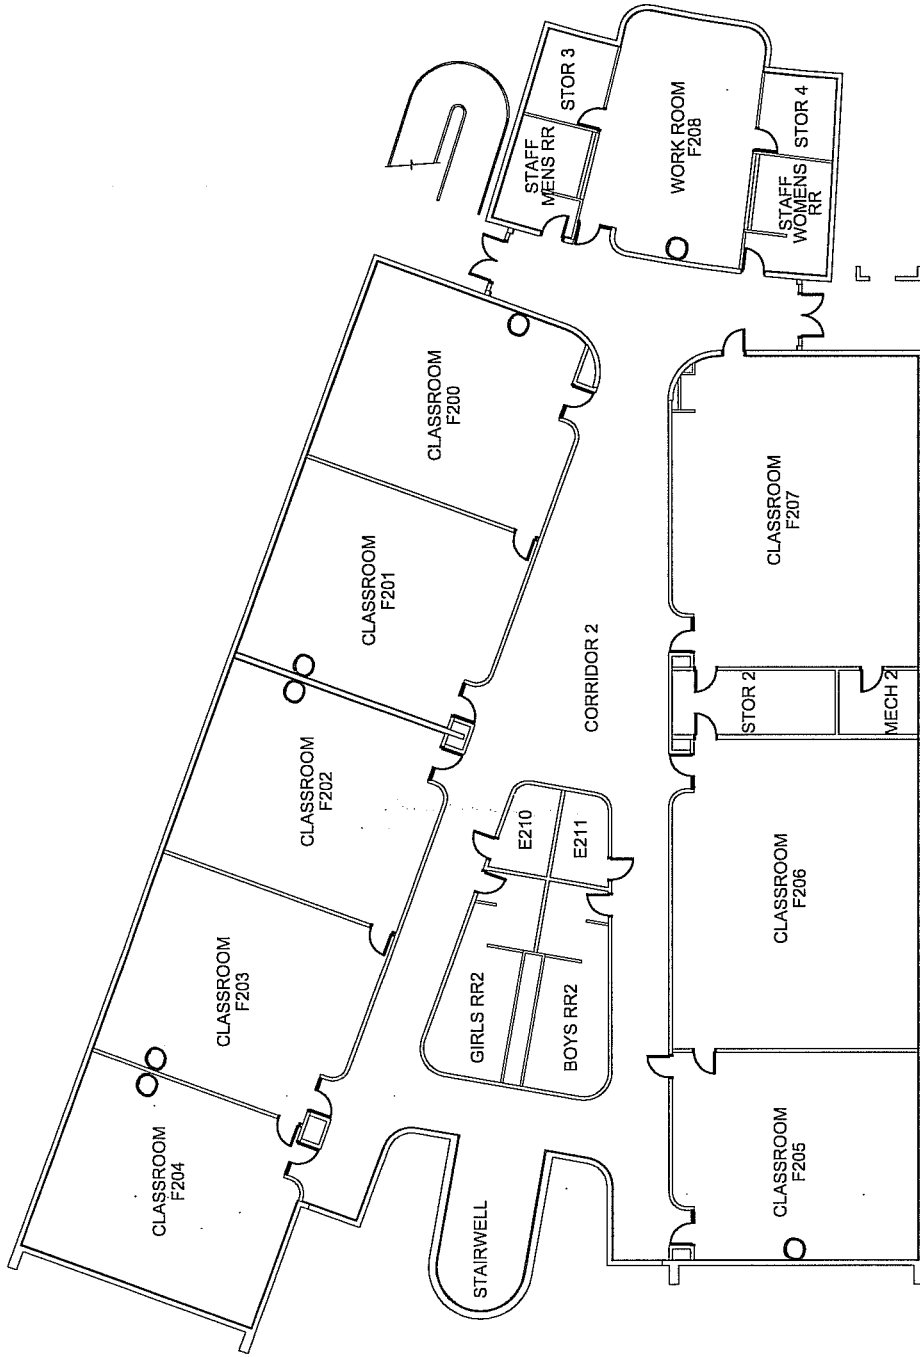 STOR 3
STAFF
MENS RR
WORK ROOM
F208
STOR 4
STAFF
WOMENS
RR
CLASSROOM
F200
CLASSROOM
F201
CLASSROOM
F202
CLASSROOM
F203
CLASSROOM
F204
CORRIDOR 2
E210
E211
GIRLS RR2
BOYS RR2
STAIRWELL
CLASSROOM
F207
STOR 2
MECH 2
CLASSROOM
F206
CLASSROOM
F205